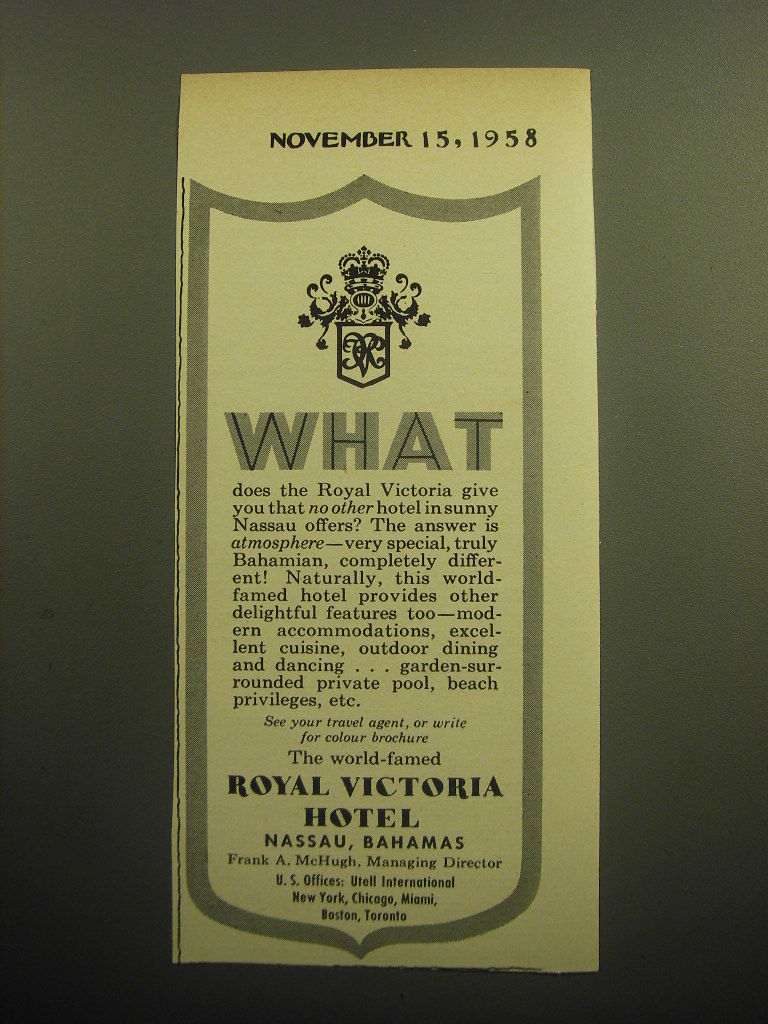 NOVEMBER 15, 1958
WHAT
does the Royal Victoria give
you that no other hotel in sunny
Nassau offers? The answer is
atmosphere—very special, truly
Bahamian, completely differ-
ent! Naturally, this world-
famed hotel provides other
delightful features too—mod-
ern accommodations, excel-
lent cuisine, outdoor dining
and dancing . . . garden-sur-
rounded private pool, beach
privileges, etc.
See your travel agent, or write
for colour brochure
The world-famed
ROYAL VICTORIA
HOTEL
NASSAU, BAHAMAS
Frank A. McHugh, Managing Director
U. S. Offices: Utell International
New York, Chicago, Miami,
Boston, Toronto